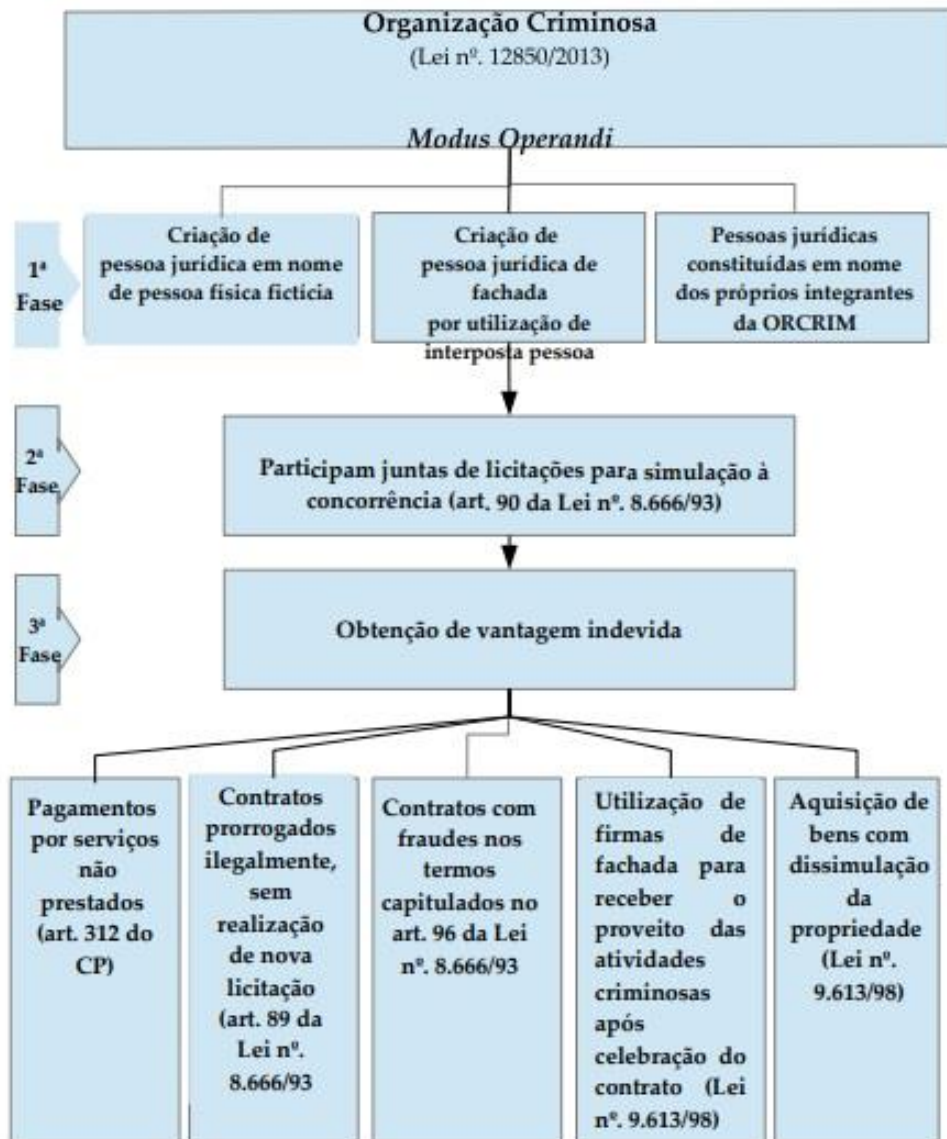 Organização Criminosa
(Lei nº. 12850/2013)
Modus Operandi
1ª
Fase
Criação de
pessoa jurídica em nome
de pessoa física fictícia
Criação de
pessoa jurídica de
fachada
por utilização de
interposta pessoa
Pessoas jurídicas
constituídas em nome
dos próprios integrantes
da ORCRIM
2ª
Fase
Participam juntas de licitações para simulação à
concorrência (art. 90 da Lei nº. 8.666/93)
3ª
Fase
Obtenção de vantagem indevida
Pagamentos
por serviços
não
prestados
(art. 312 do
CP)
Contratos
prorrogados
ilegalmente,
sem
realização
de nova
licitação
(art. 89 da
Lei nº.
8.666/93
Contratos com
fraudes nos
termos
capitulados no
art. 96 da Lei
nº. 8.666/93
Utilização de
firmas de
fachada para
receber o
proveito das
atividades
criminosas
após
celebração do
contrato (Lei
nº. 9.613/98)
Aquisição de
bens com
dissimulação
da
propriedade
(Lei nº.
9.613/98)